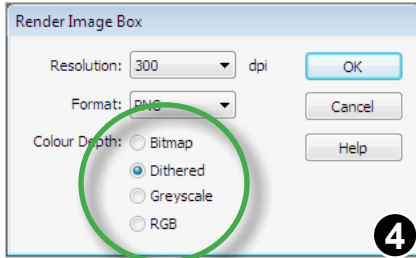 Render Image Box
Resolution: 300 dpi OK
Format: PNG Cancel
Colour Depth: Bitmap Help
Dithered
Greyscale
RGB
4